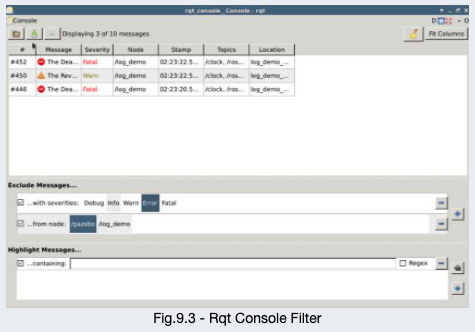 rqt_console__Console - rqt
Console
Displaying 3 of 10 messages
Fit Columns
# Message Severity Node Stamp Topics Location
#452 The Dea... Fatal /log_demo 02:23:22.5... /clock, /ros... log_demo_...
#450 The Rev... Warn /log_demo 02:23:22.5... /clock, /ros... log_demo_...
#446 The Dea... Fatal /log_demo 02:23:20.5... /clock, /ros... log_demo_...
Exclude Messages...
...with severities: Debug Info Warn Error Fatal
...from node: /gazebo /log_demo
Highlight Messages...
...containing: Regex
Fig.9.3 - Rqt Console Filter